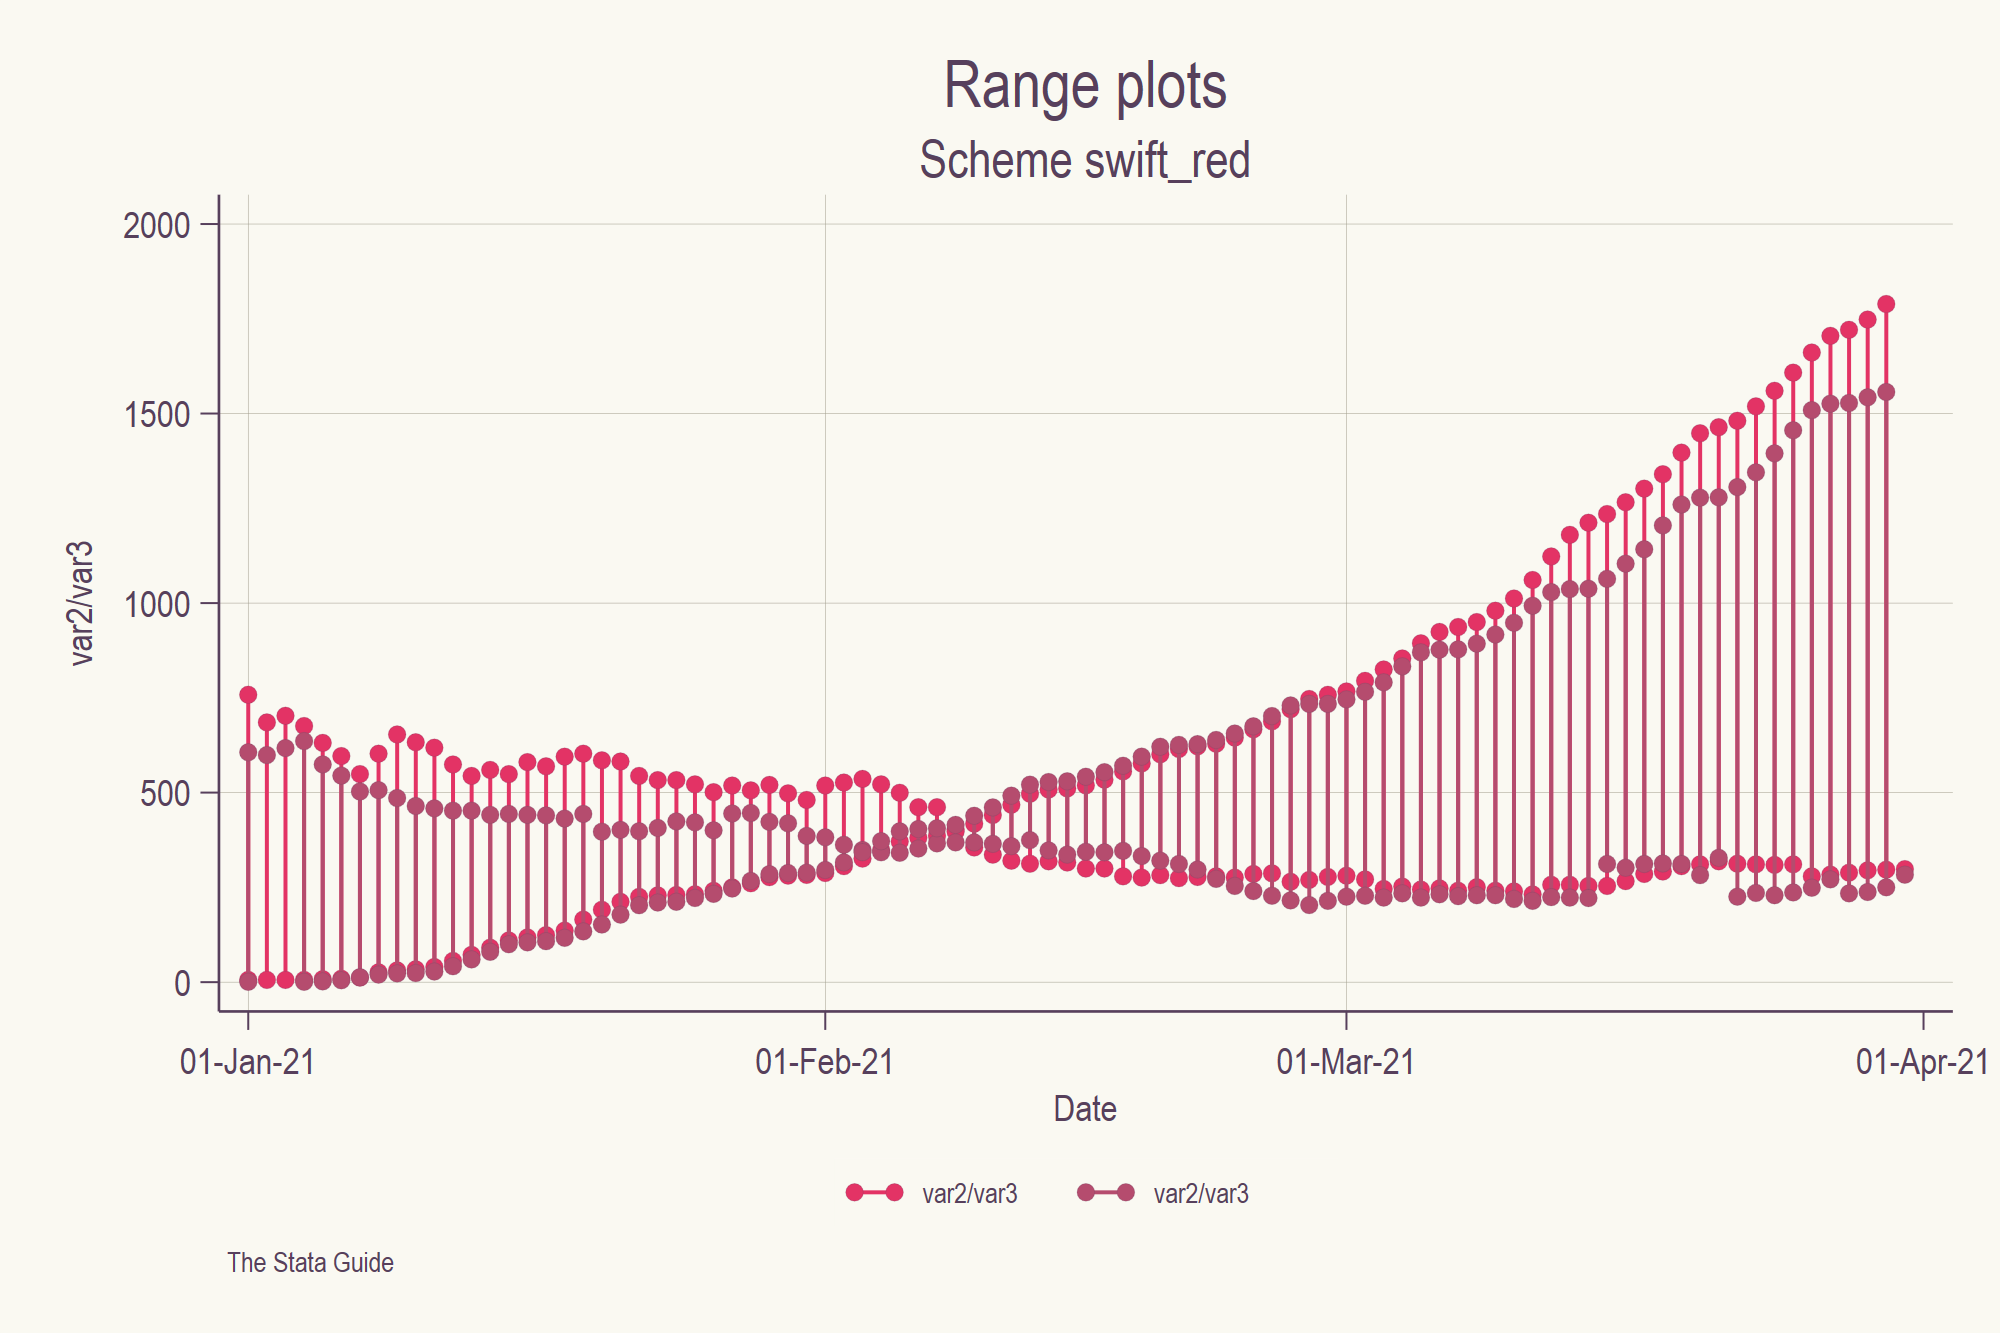 Range plots
Scheme swift_red
2000
1500
1000
500
0
var2/var3
01-Jan-21
01-Feb-21
01-Mar-21
01-Apr-21
Date
var2/var3
var2/var3
The Stata Guide